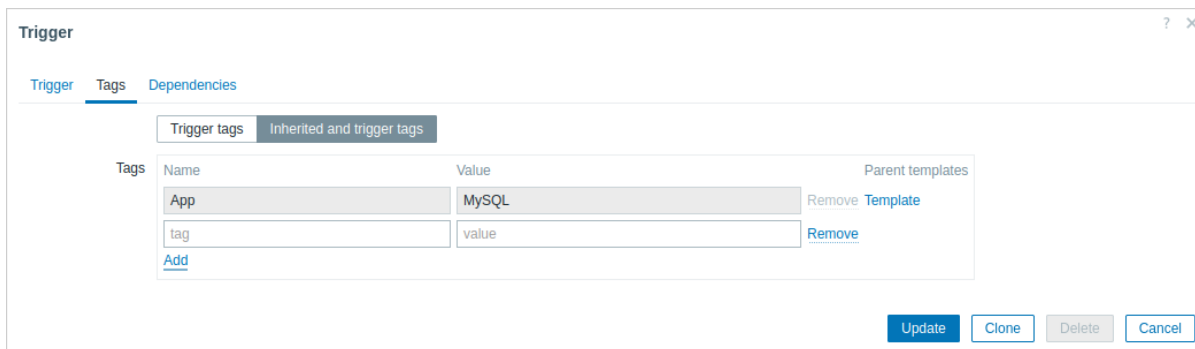 Trigger
? ×
Trigger Tags Dependencies
Trigger tags Inherited and trigger tags
Tags Name Value Parent templates
App MySQL Remove Template
tag value Remove
Add
Update Clone Delete Cancel